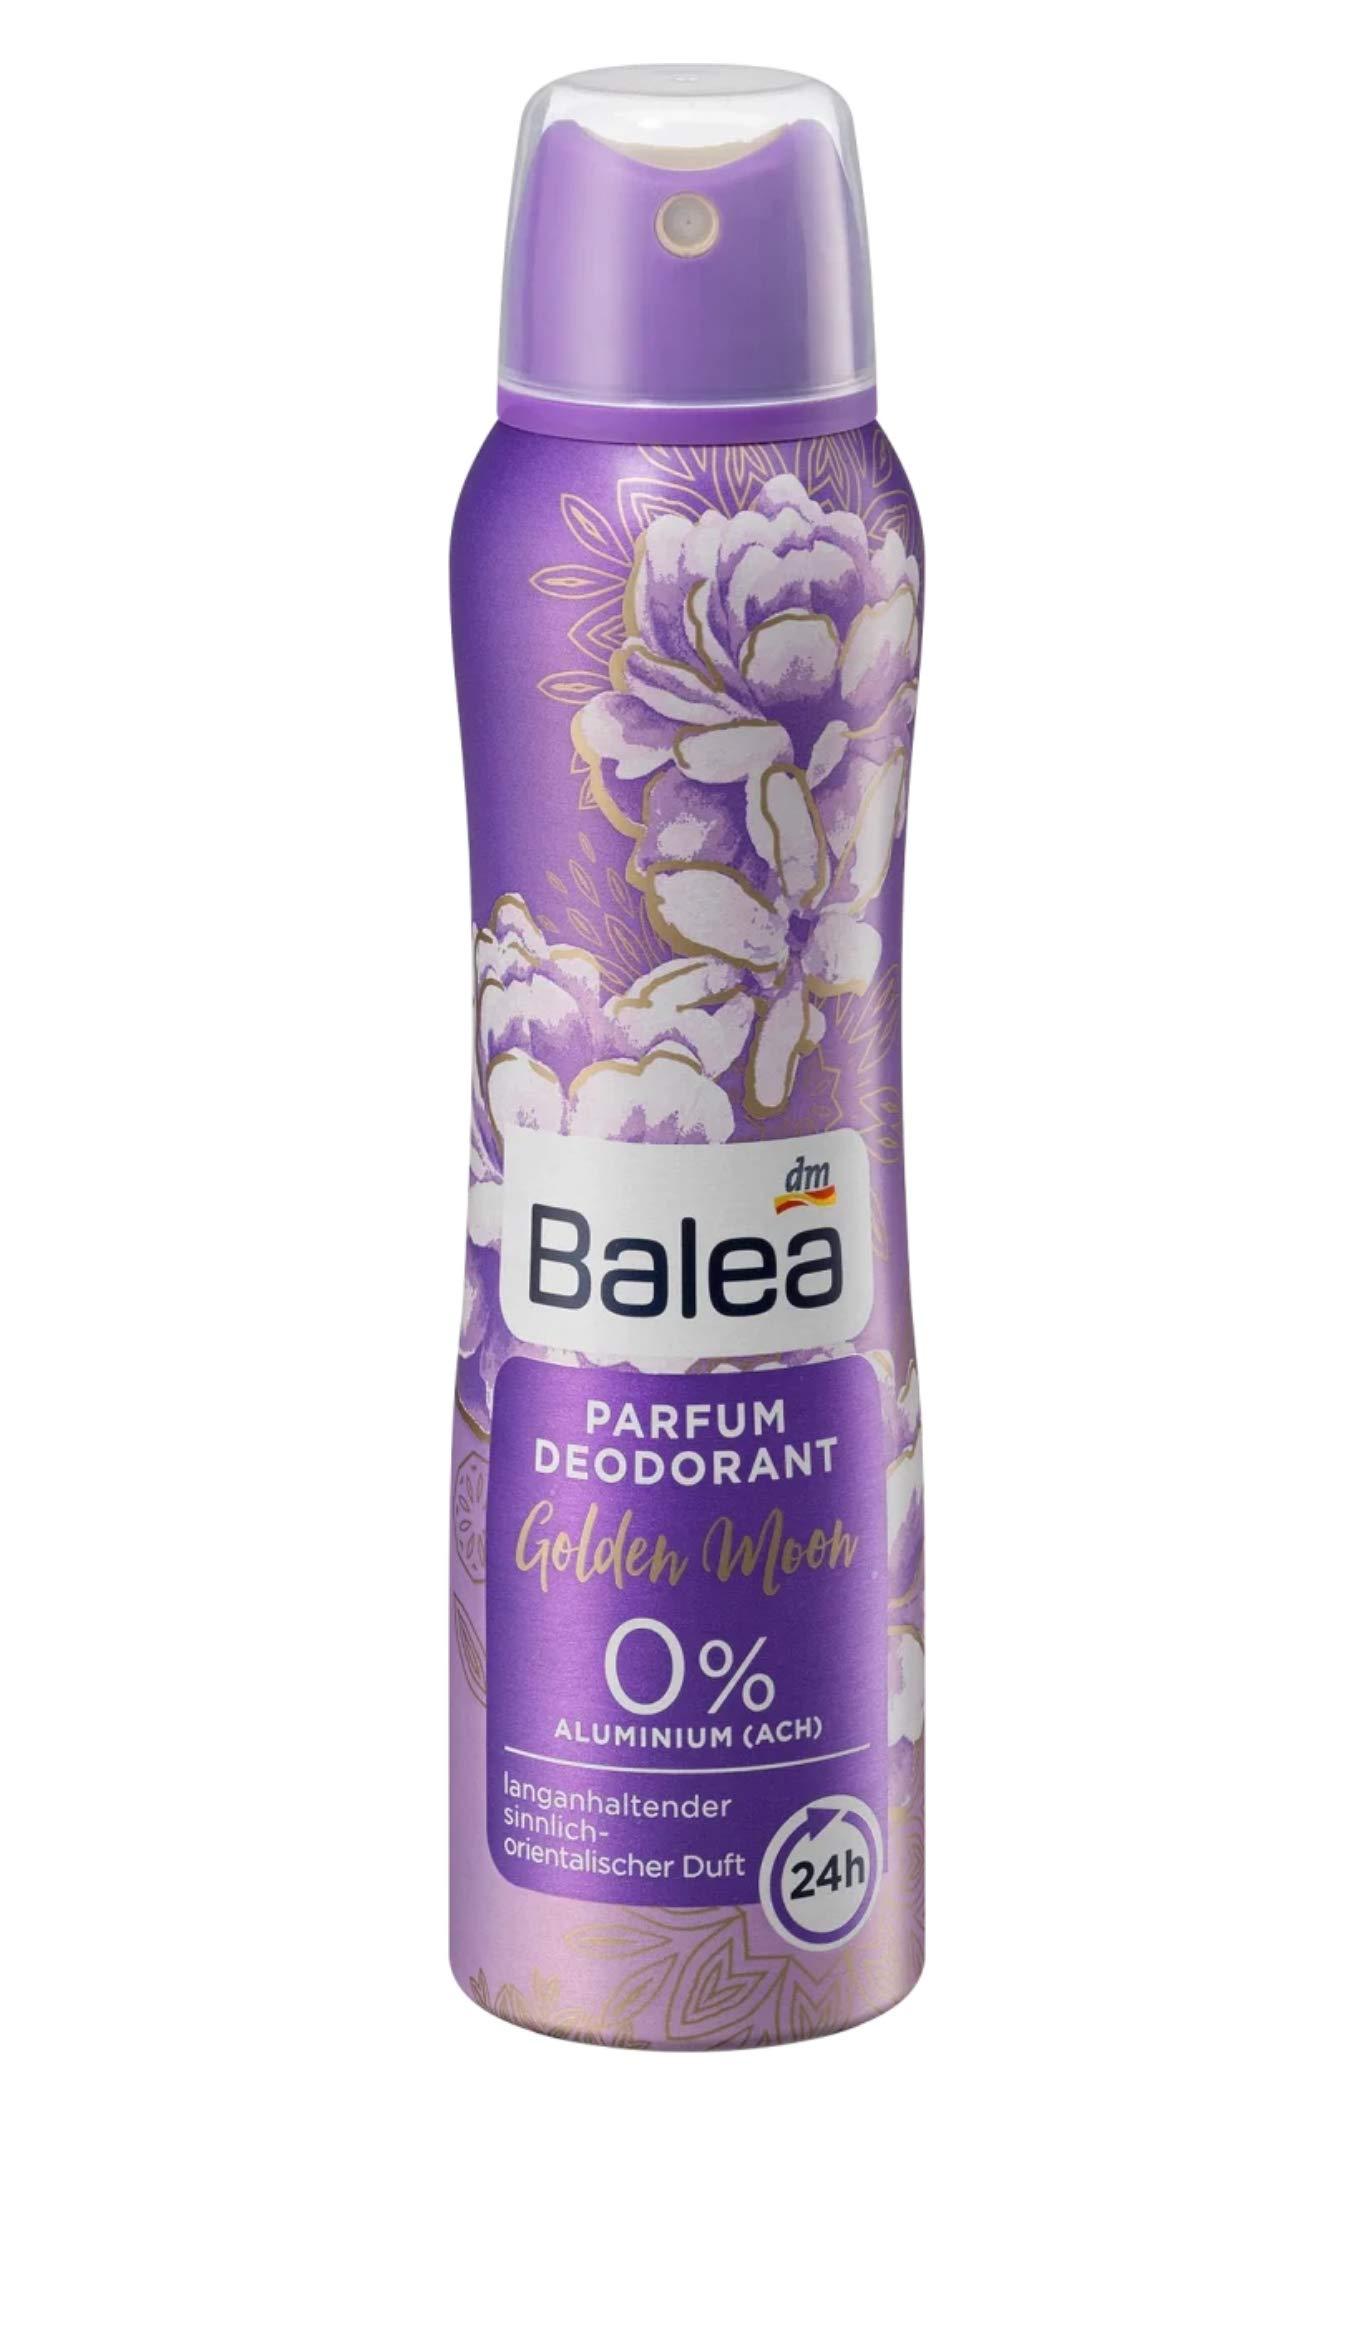 dm
Balea
PARFUM
DEODORANT
Golden Moon
0%
ALUMINIUM (ACH)
langanhaltender
sinnlich-
orientalischer Duft
24h